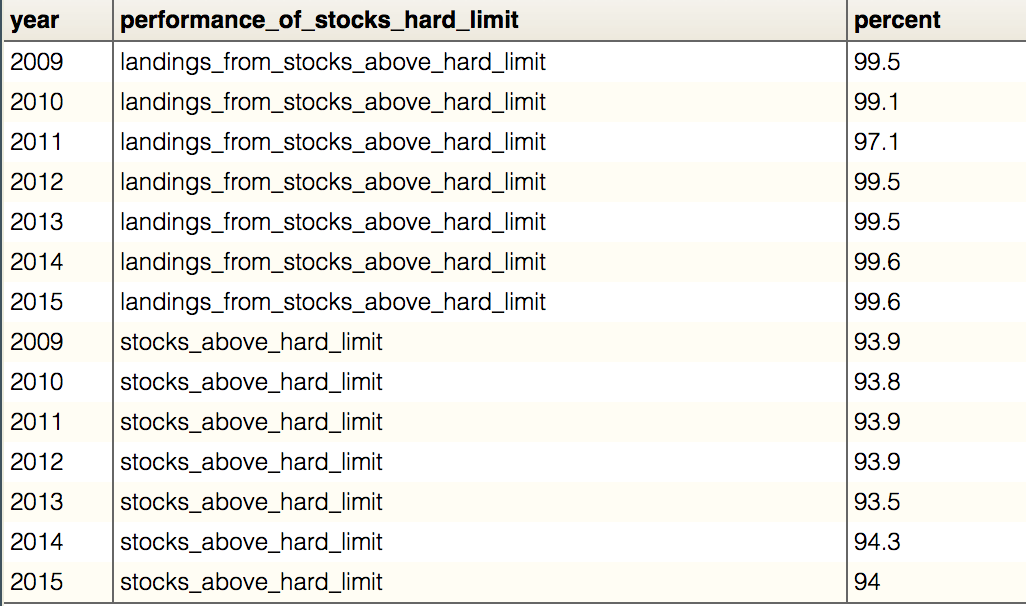 year performance_of_stocks_hard_limit percent
2009 landings_from_stocks_above_hard_limit 99.5
2010 landings_from_stocks_above_hard_limit 99.1
2011 landings_from_stocks_above_hard_limit 97.1
2012 landings_from_stocks_above_hard_limit 99.5
2013 landings_from_stocks_above_hard_limit 99.5
2014 landings_from_stocks_above_hard_limit 99.6
2015 landings_from_stocks_above_hard_limit 99.6
2009 stocks_above_hard_limit 93.9
2010 stocks_above_hard_limit 93.8
2011 stocks_above_hard_limit 93.9
2012 stocks_above_hard_limit 93.9
2013 stocks_above_hard_limit 93.5
2014 stocks_above_hard_limit 94.3
2015 stocks_above_hard_limit 94